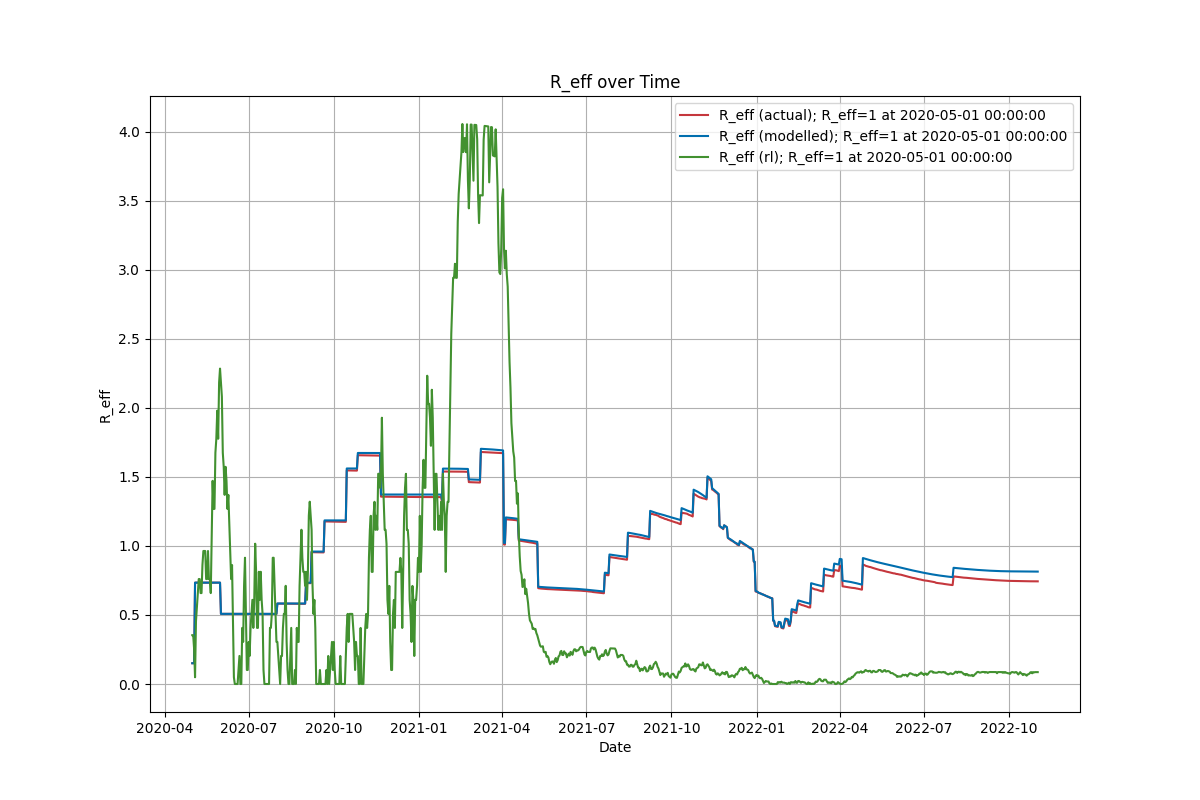 R_eff over Time
R_eff (actual); R_eff=1 at 2020-05-01 00:00:00
R_eff (modelled); R_eff=1 at 2020-05-01 00:00:00
R_eff (rl); R_eff=1 at 2020-05-01 00:00:00
R_eff
4.0
3.5
3.0
2.5
2.0
1.5
1.0
0.5
0.0
2020-04 2020-07 2020-10 2021-01 2021-04 2021-07 2021-10 2022-01 2022-04 2022-07 2022-10
Date